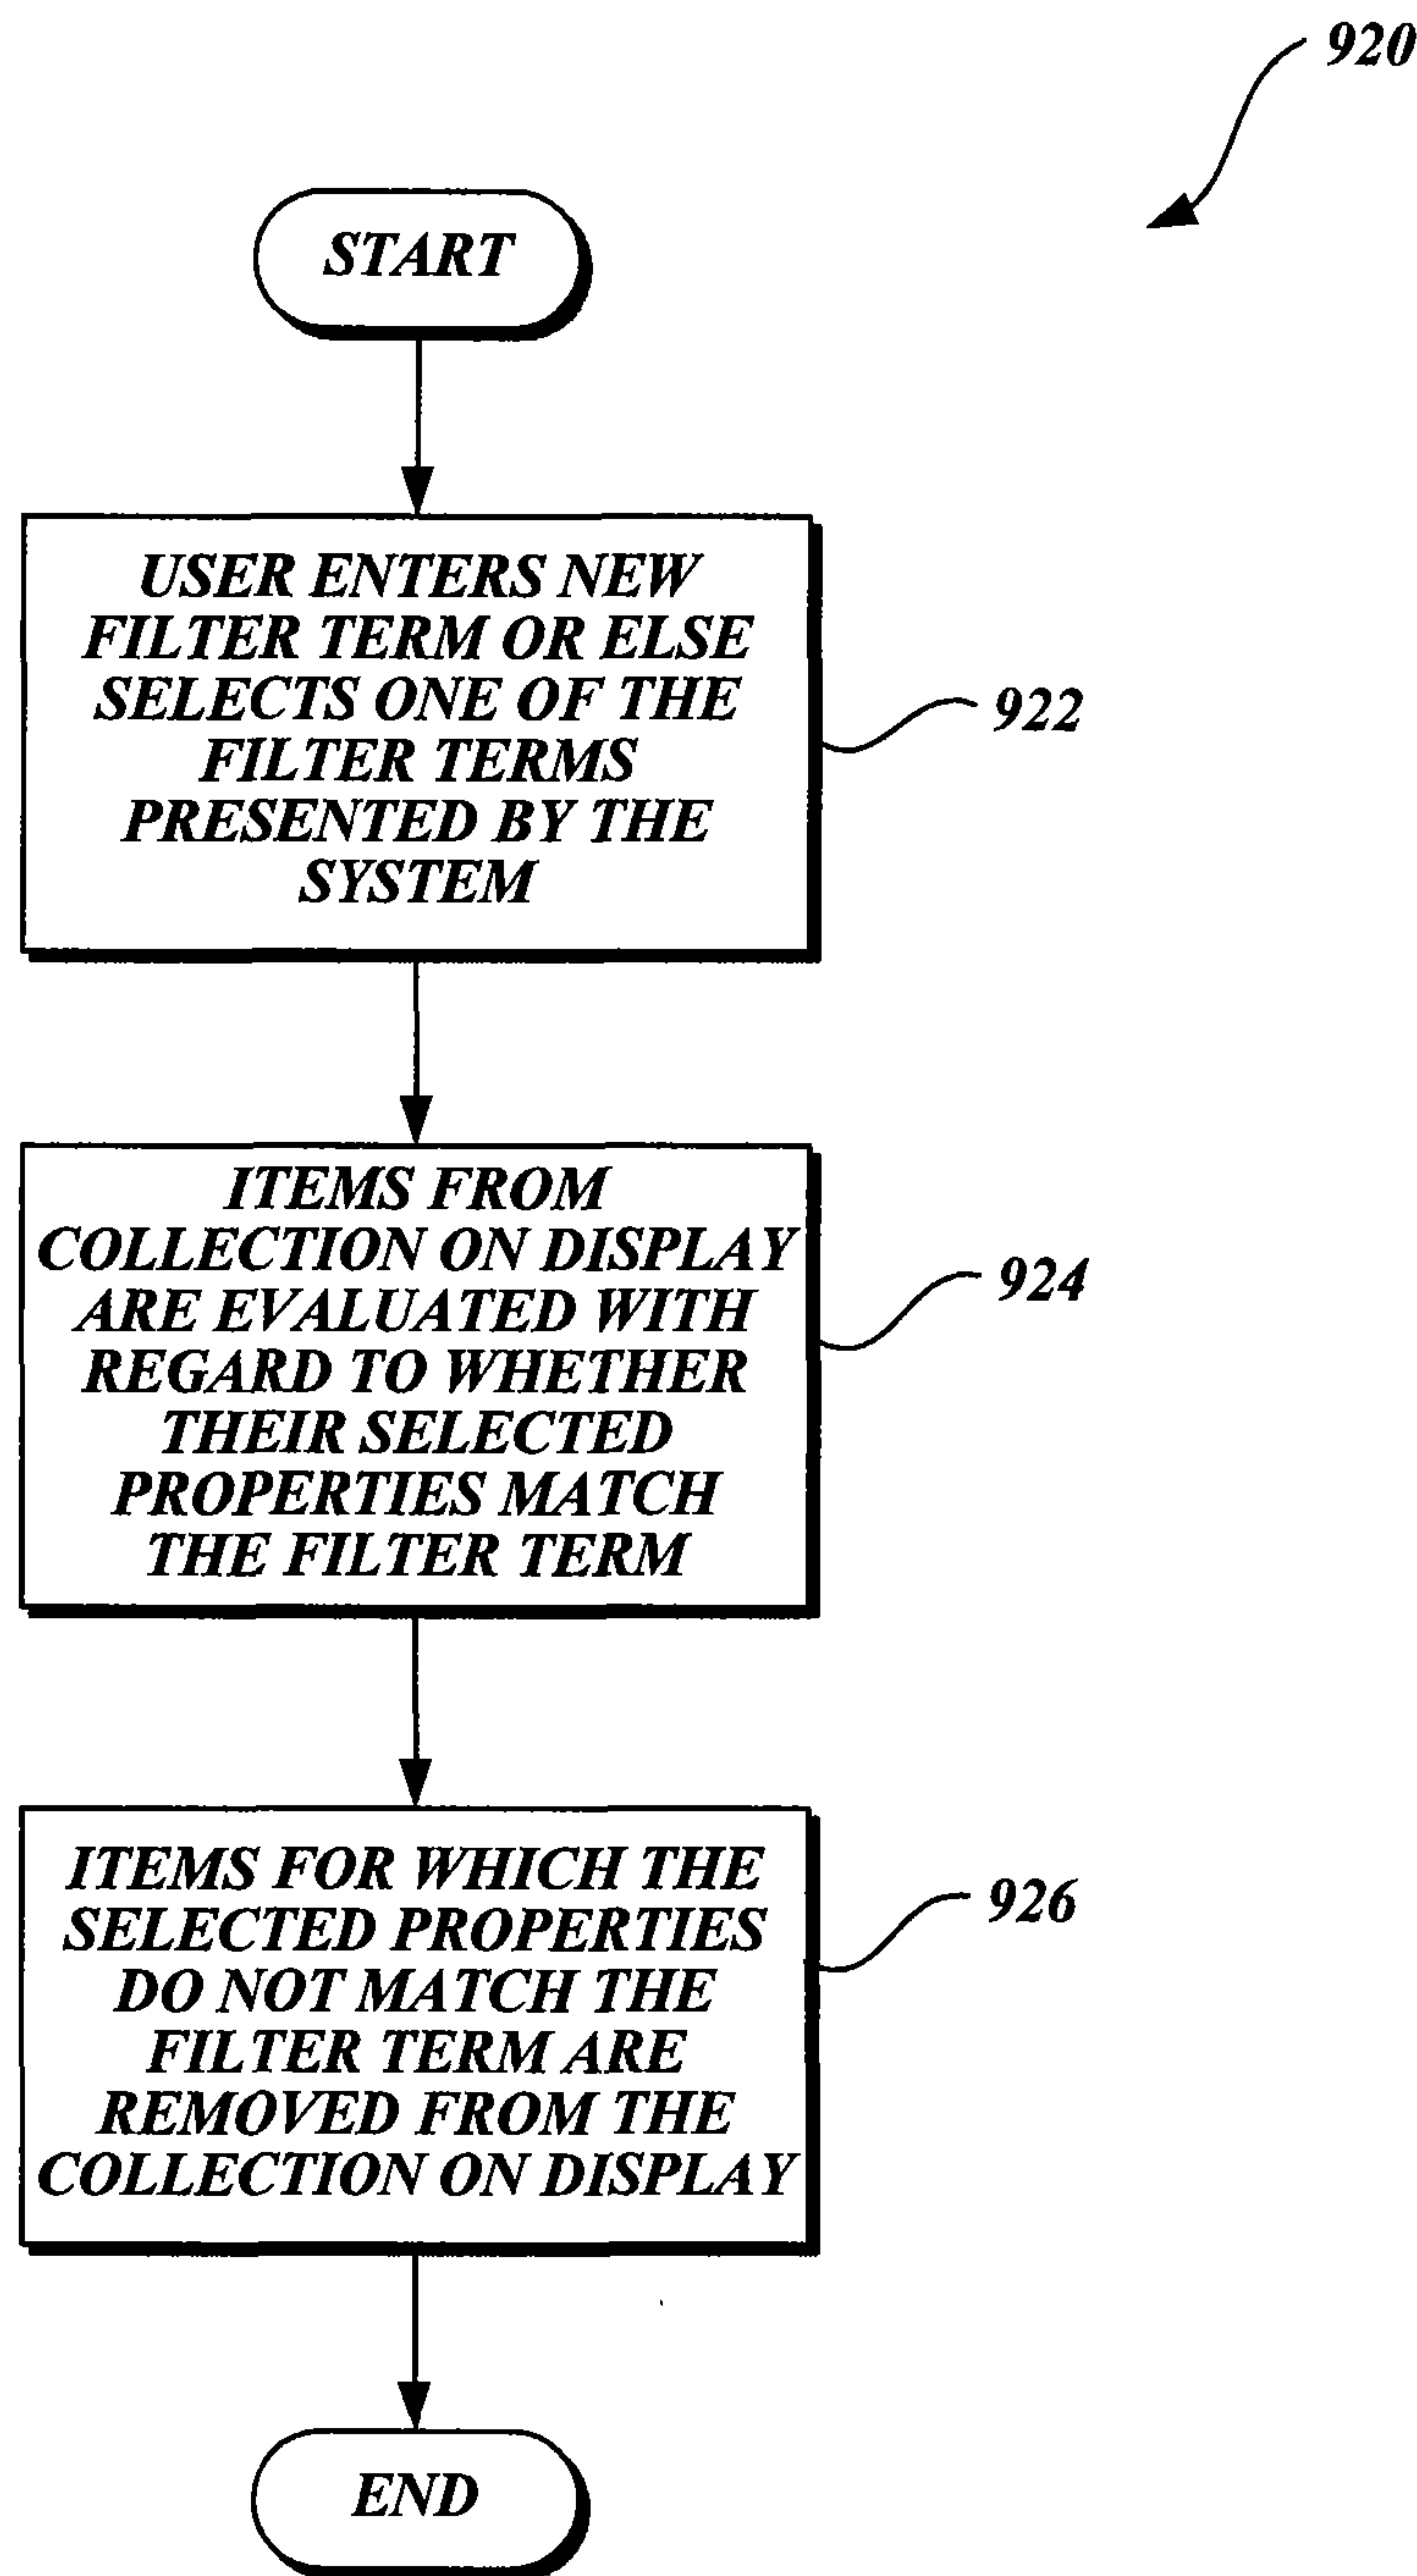 920
START
USER ENTERS NEW
FILTER TERM OR ELSE
SELECTS ONE OF THE
FILTER TERMS
PRESENTED BY THE
SYSTEM
922
ITEMS FROM
COLLECTION ON DISPLAY
ARE EVALUATED WITH
REGARD TO WHETHER
THEIR SELECTED
PROPERTIES MATCH
THE FILTER TERM
924
ITEMS FOR WHICH THE
SELECTED PROPERTIES
DO NOT MATCH THE
FILTER TERM ARE
REMOVED FROM THE
COLLECTION ON DISPLAY
926
END